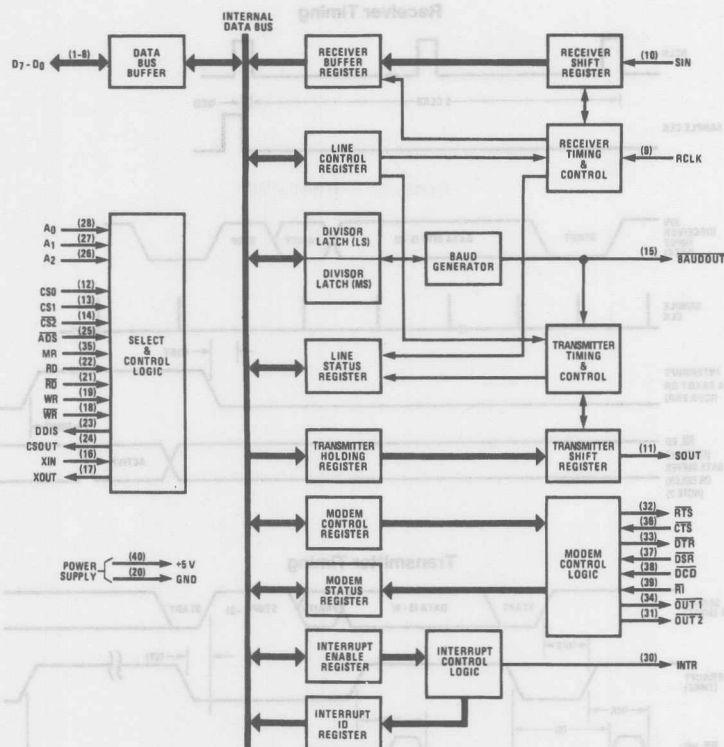 INTERNAL
DATA BUS
D7 - D0
(1-8)
DATA
BUS
BUFFER
RECEIVER
BUFFER
REGISTER
RECEIVER
SHIFT
REGISTER
(10)
SIN
LINE
CONTROL
REGISTER
RECEIVER
TIMING
&
CONTROL
(9)
RCLK
A0 (28)
A1 (27)
A2 (26)
CS0 (12)
CS1 (13)
CS2 (14)
ADS (25)
MR (35)
RD (22)
RD (21)
WR (19)
WR (18)
DDIS (23)
CSOUT (24)
XIN (16)
XOUT (17)
SELECT
&
CONTROL
LOGIC
DIVISOR
LATCH (LS)
DIVISOR
LATCH (MS)
BAUD
GENERATOR
(15)
BAUDOUT
LINE
STATUS
REGISTER
TRANSMITTER
TIMING
&
CONTROL
TRANSMITTER
HOLDING
REGISTER
TRANSMITTER
SHIFT
REGISTER
(11)
SOUT
MODEM
CONTROL
REGISTER
MODEM
STATUS
REGISTER
MODEM
CONTROL
LOGIC
(32) RTS
(36) CTS
(33) DTR
(37) DSR
(38) DCD
(39) RI
(34) OUT 1
(31) OUT 2
POWER
SUPPLY
(40) +5 V
(20) GND
INTERRUPT
ENABLE
REGISTER
INTERRUPT
CONTROL
LOGIC
(30)
INTR
INTERRUPT
ID
REGISTER
Receiver Timing
Transmitter Timing